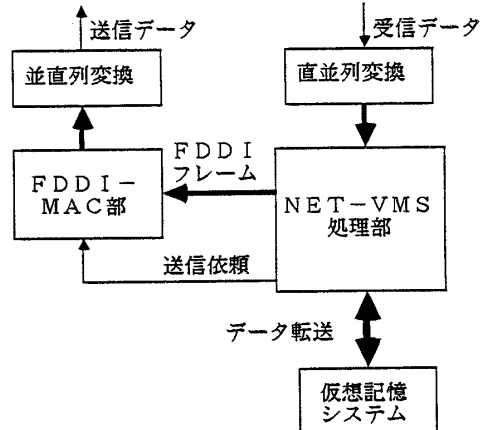 送信データ
受信データ
並直列変換
直並列変換
ＦＤＤＩ
フレーム
ＦＤＤＩ－
ＭＡＣ部
ＮＥＴ－ＶＭＳ
処理部
送信依頼
データ転送
仮想記憶
システム